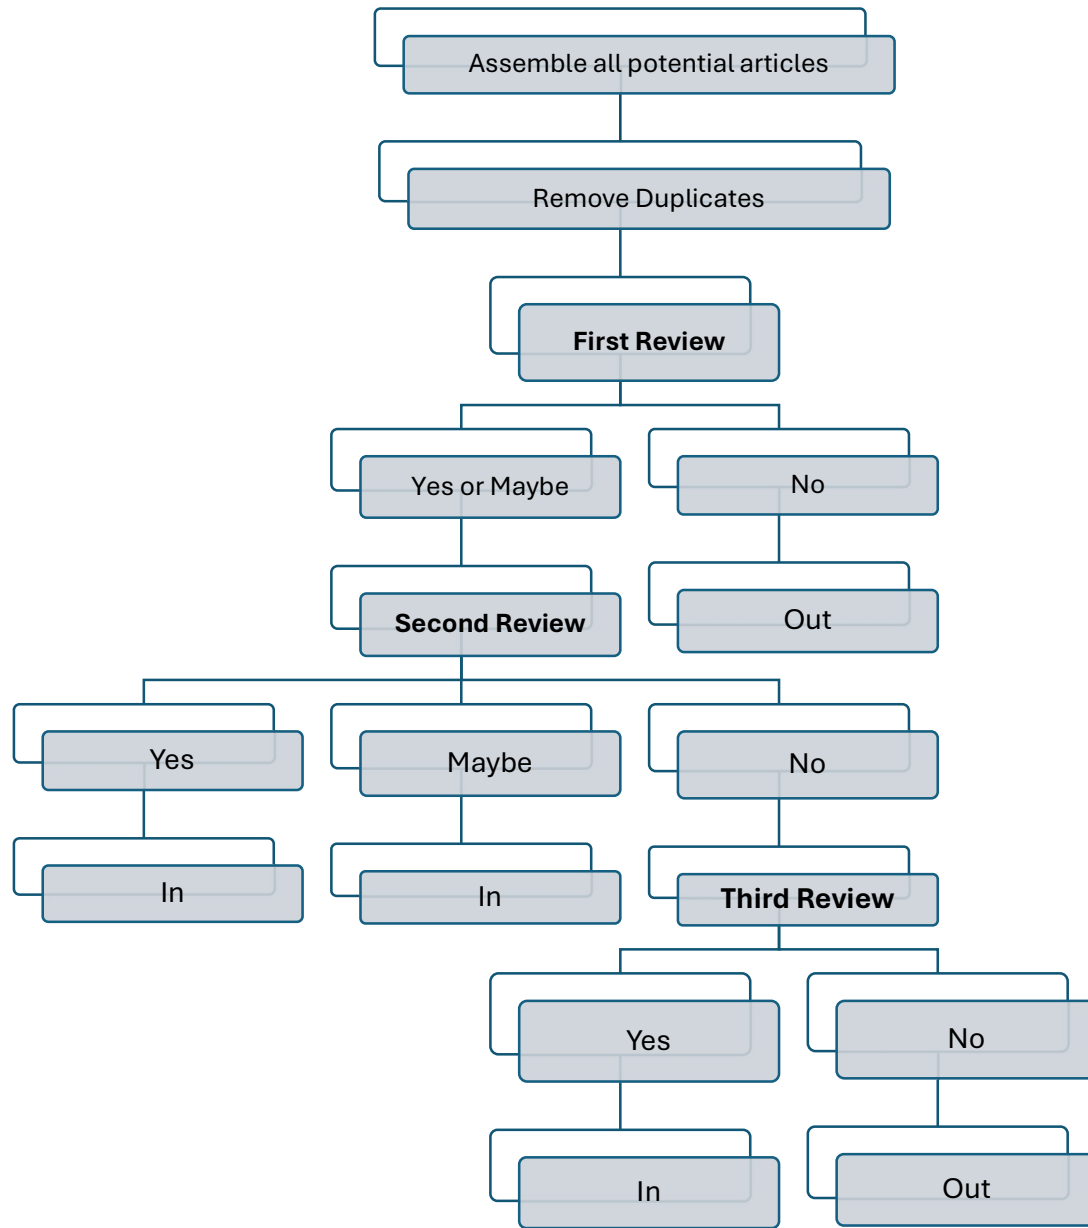 Assemble all potential articles
Remove Duplicates
First Review
Yes or Maybe
No
Second Review
Out
Yes
Maybe
No
In
In
Third Review
Yes
No
In
Out